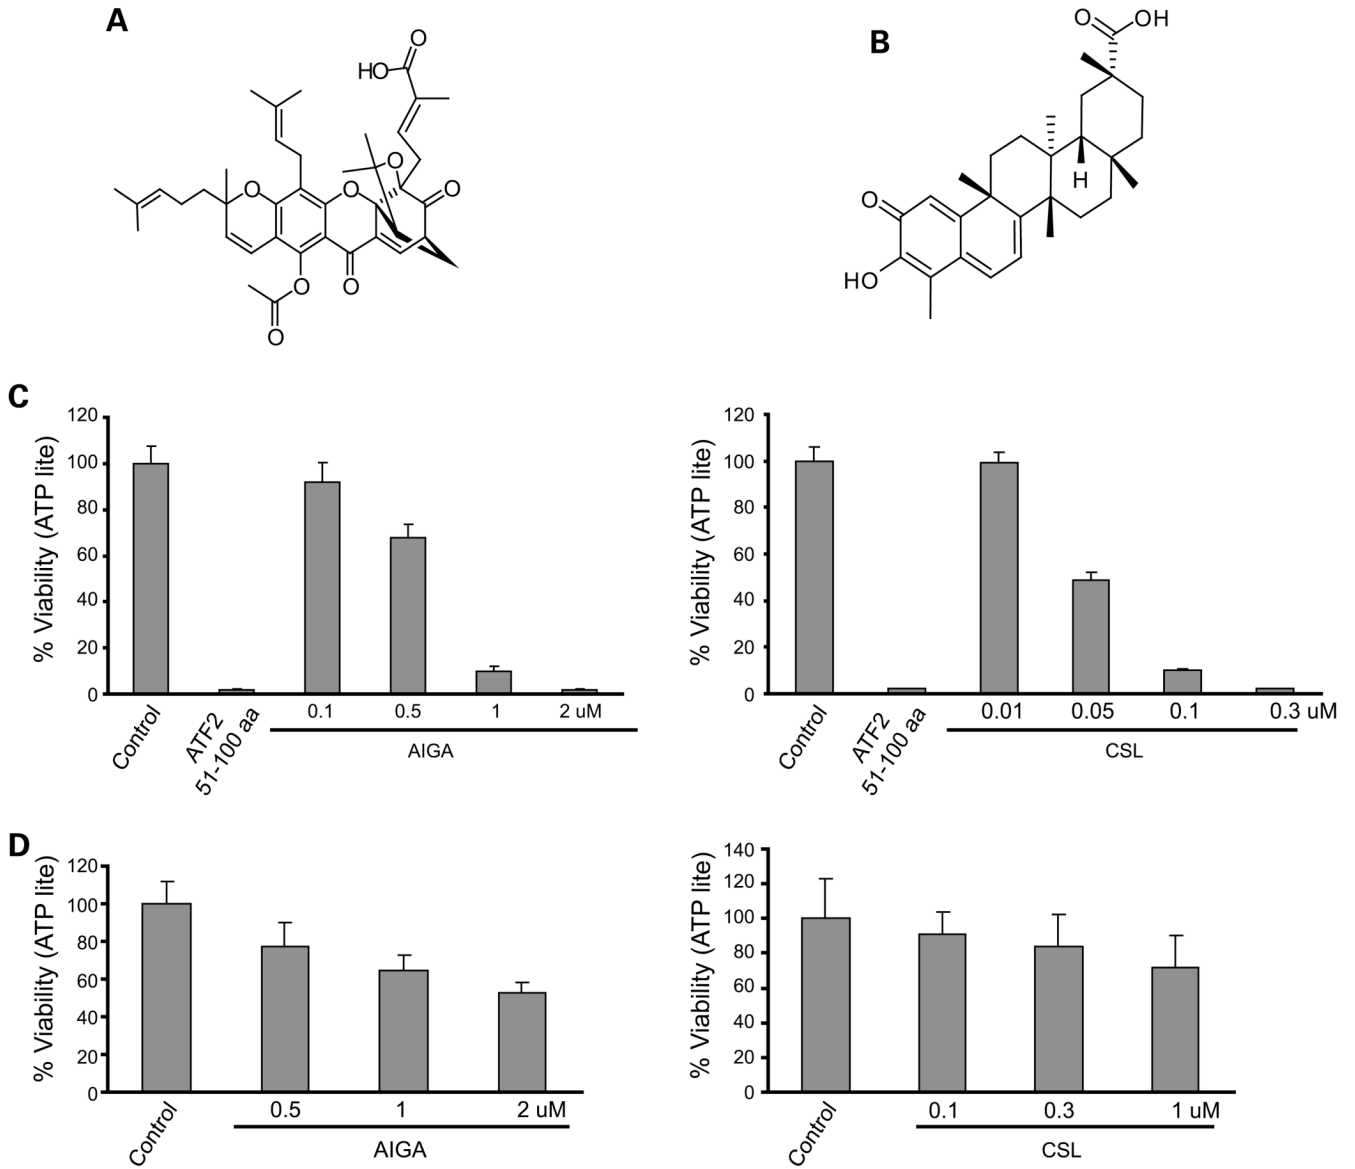 A
B
O
HO
O
O
O
O
O
O
O
O
O
OH
H
O
HO
C
% Viability (ATP lite)
120
100
80
60
40
20
0
Control
ATF2
51-100 aa
0.1
0.5
1
2 uM
AIGA
% Viability (ATP lite)
120
100
80
60
40
20
0
Control
ATF2
51-100 aa
0.01
0.05
0.1
0.3 uM
CSL
D
% Viability (ATP lite)
120
100
80
60
40
20
0
Control
0.5
1
2 uM
AIGA
% Viability (ATP lite)
140
120
100
80
60
40
20
0
Control
0.1
0.3
1 uM
CSL